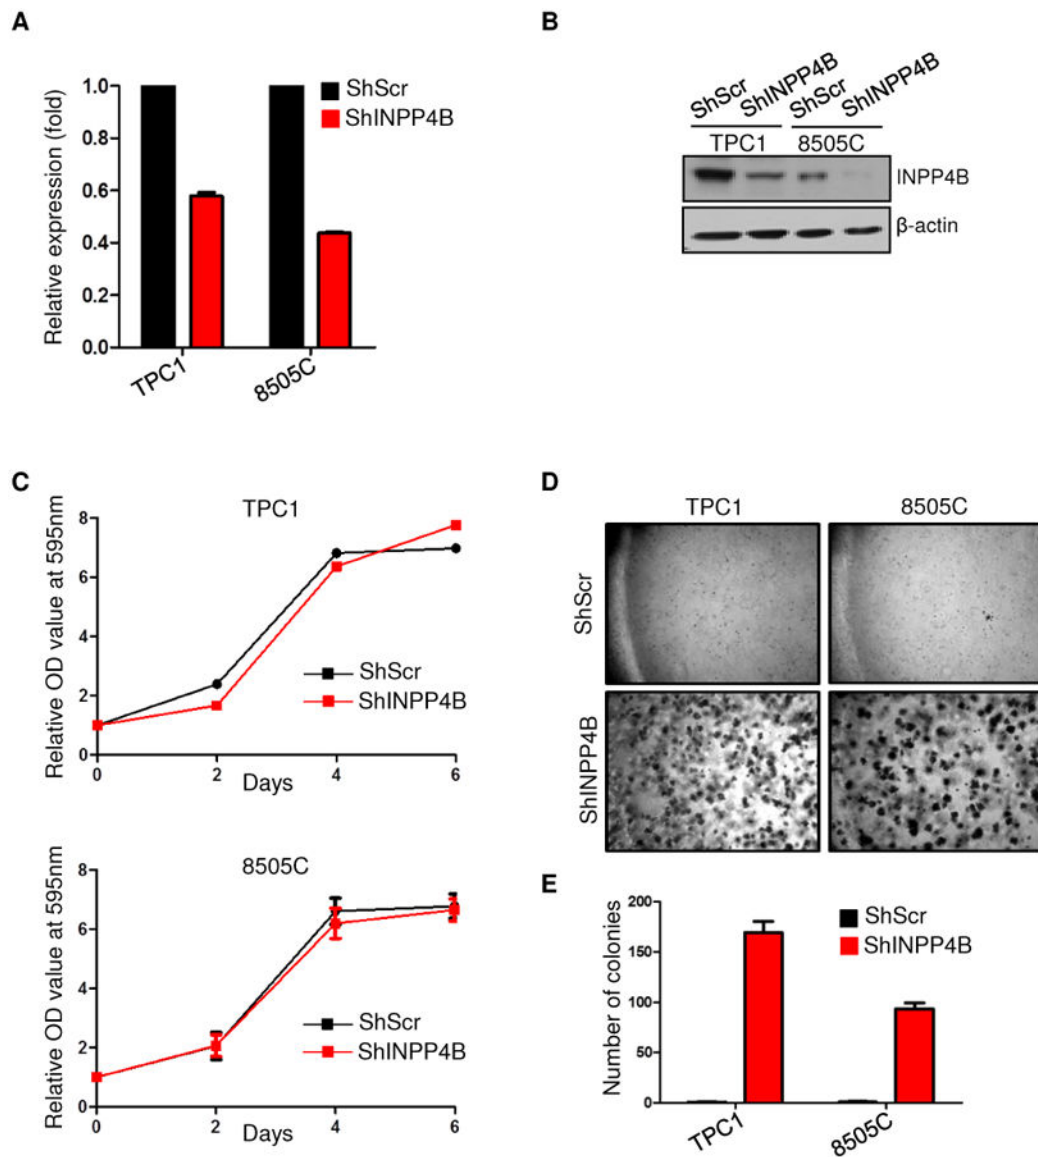 A
Relative expression (fold)
1.0
0.8
0.6
0.4
0.2
0.0
ShScr
ShINPP4B
TPC1
8505C
B
ShScr
ShINPP4B
ShScr
ShINPP4B
TPC1
8505C
INPP4B
β-actin
C
TPC1
Relative OD value at 595nm
8
6
4
2
0
ShScr
ShINPP4B
0
2
4
6
Days
8505C
Relative OD value at 595nm
8
6
4
2
0
ShScr
ShINPP4B
0
2
4
6
Days
D
TPC1
8505C
ShScr
ShINPP4B
E
Number of colonies
200
150
100
50
0
ShScr
ShINPP4B
TPC1
8505C